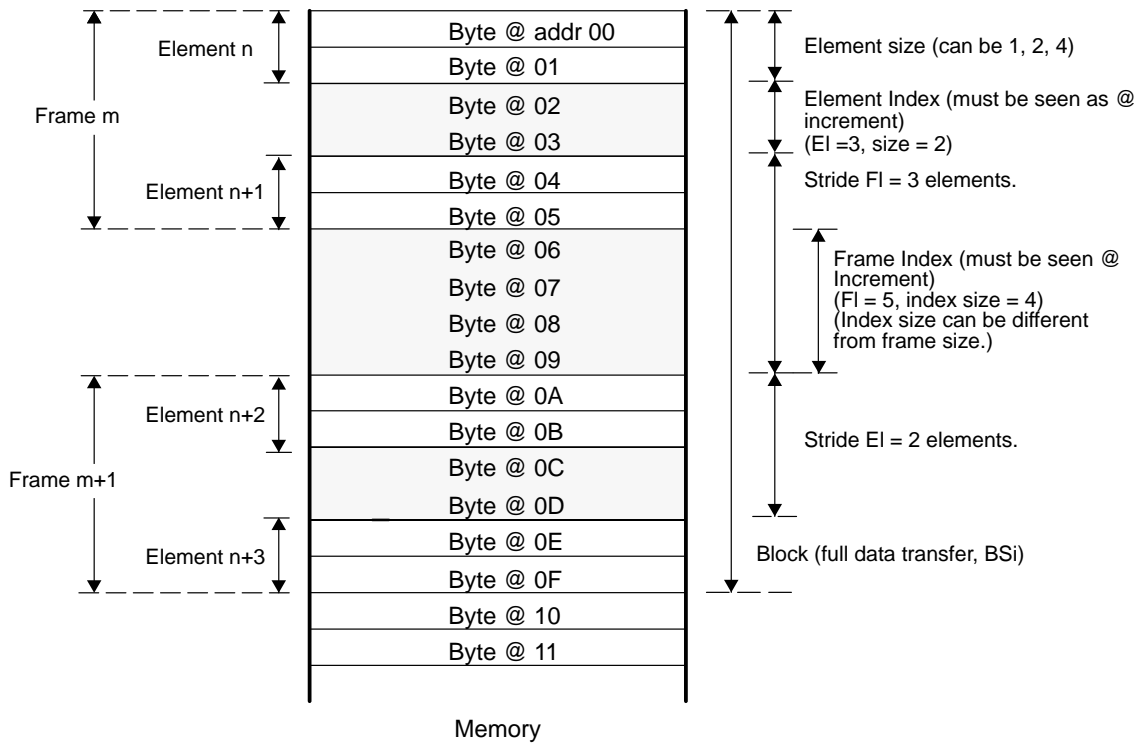 Frame m
Frame m+1
Element n
Element n+1
Element n+2
Element n+3
Byte @ addr 00
Byte @ 01
Byte @ 02
Byte @ 03
Byte @ 04
Byte @ 05
Byte @ 06
Byte @ 07
Byte @ 08
Byte @ 09
Byte @ 0A
Byte @ 0B
Byte @ 0C
Byte @ 0D
Byte @ 0E
Byte @ 0F
Byte @ 10
Byte @ 11
Memory
Element size (can be 1, 2, 4)
Element Index (must be seen as @
increment)
(EI =3, size = 2)
Stride FI = 3 elements.
Frame Index (must be seen @
Increment)
(FI = 5, index size = 4)
(Index size can be different
from frame size.)
Stride EI = 2 elements.
Block (full data transfer, BSi)